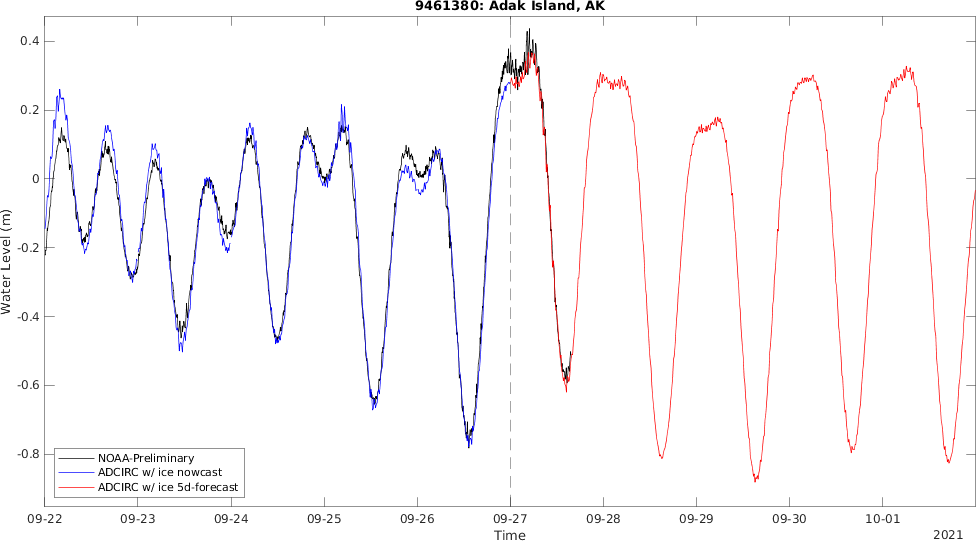 9461380: Adak Island, AK
0.4
0.2
0
-0.2
-0.4
-0.6
-0.8
Water Level (m)
NOAA-Preliminary
ADCIRC w/ ice nowcast
ADCIRC w/ ice 5d-forecast
09-22 09-23 09-24 09-25 09-26 09-27 09-28 09-29 09-30 10-01
Time
2021